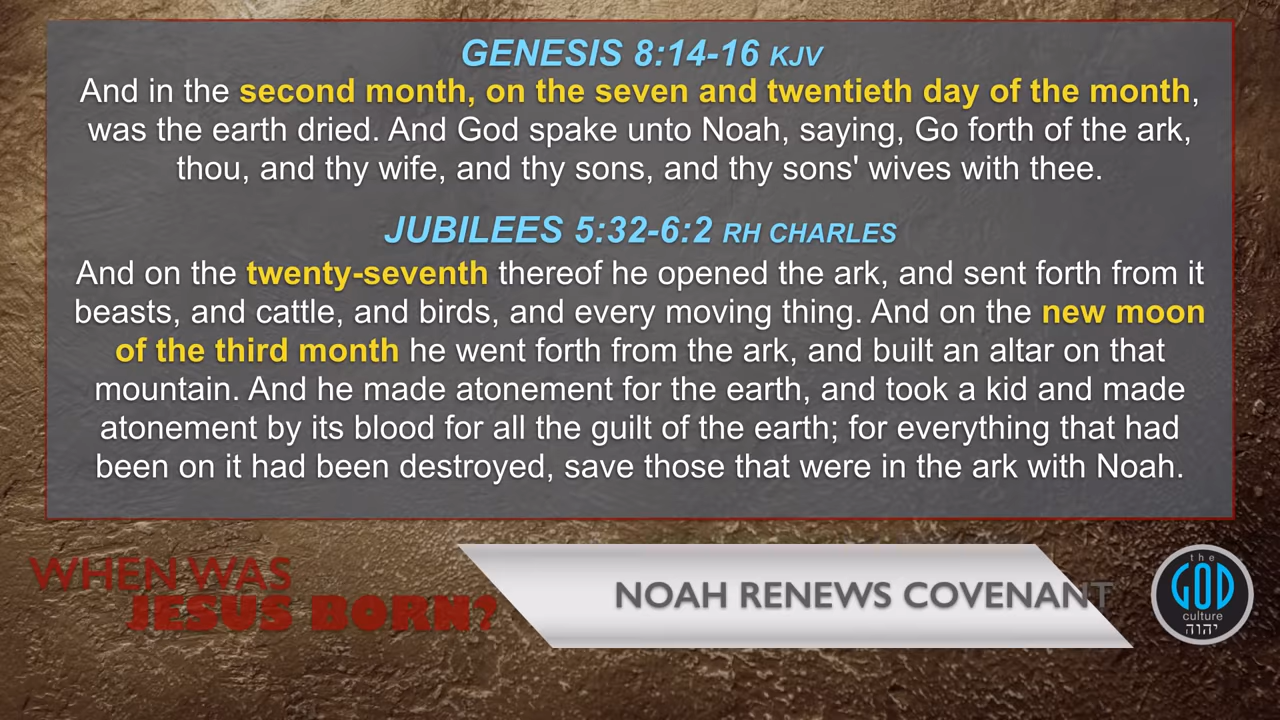 GENESIS 8:14-16 KJV
And in the second month, on the seven and twentieth day of the month,
was the earth dried. And God spake unto Noah, saying, Go forth of the ark,
thou, and thy wife, and thy sons, and thy sons' wives with thee.
JUBILEES 5:32-6:2 RH CHARLES
And on the twenty-seventh thereof he opened the ark, and sent forth from it
beasts, and cattle, and birds, and every moving thing. And on the new moon
of the third month he went forth from the ark, and built an altar on that
mountain. And he made atonement for the earth, and took a kid and made
atonement by its blood for all the guilt of the earth; for everything that had
been on it had been destroyed, save those that were in the ark with Noah.
WHEN WAS
JESUS BORN?
NOAH RENEWS COVENANT
the
GOD
culture
יהוה